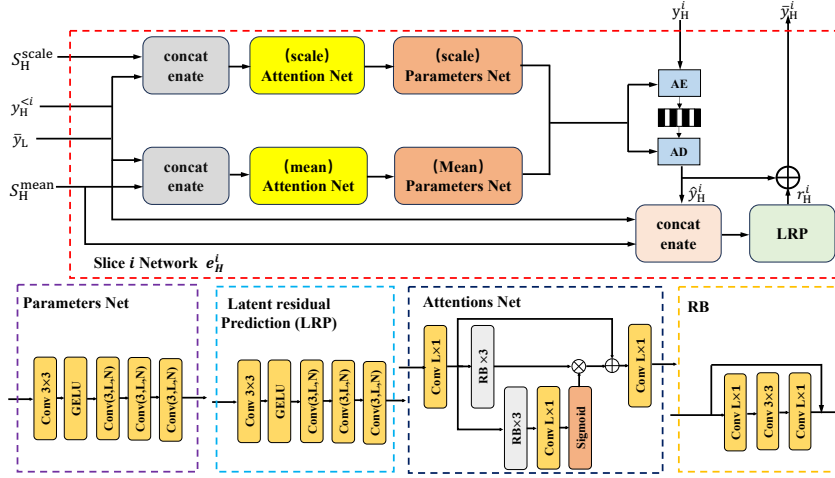 y_H^i
ȳ_H^i
S_H^scale
concat
enate
(scale)
Attention Net
(scale)
Parameters Net
AE
y_H^{<i}
ȳ_L
AD
S_H^mean
concat
enate
(mean)
Attention Net
(Mean)
Parameters Net
ŷ_H^i
r_H^i
concat
enate
LRP
Slice i Network e_H^i
Parameters Net
Conv 3×3
GELU
Conv(3,L,N)
Conv(3,L,N)
Conv(3,L,N)
Latent residual
Prediction (LRP)
Conv 3×3
GELU
Conv(3,L,N)
Conv(3,L,N)
Conv(3,L,N)
Attentions Net
Conv L×1
RB ×3
RB×3
Conv L×1
Sigmoid
Conv L×1
RB
Conv L×1
Conv 3×3
Conv L×1